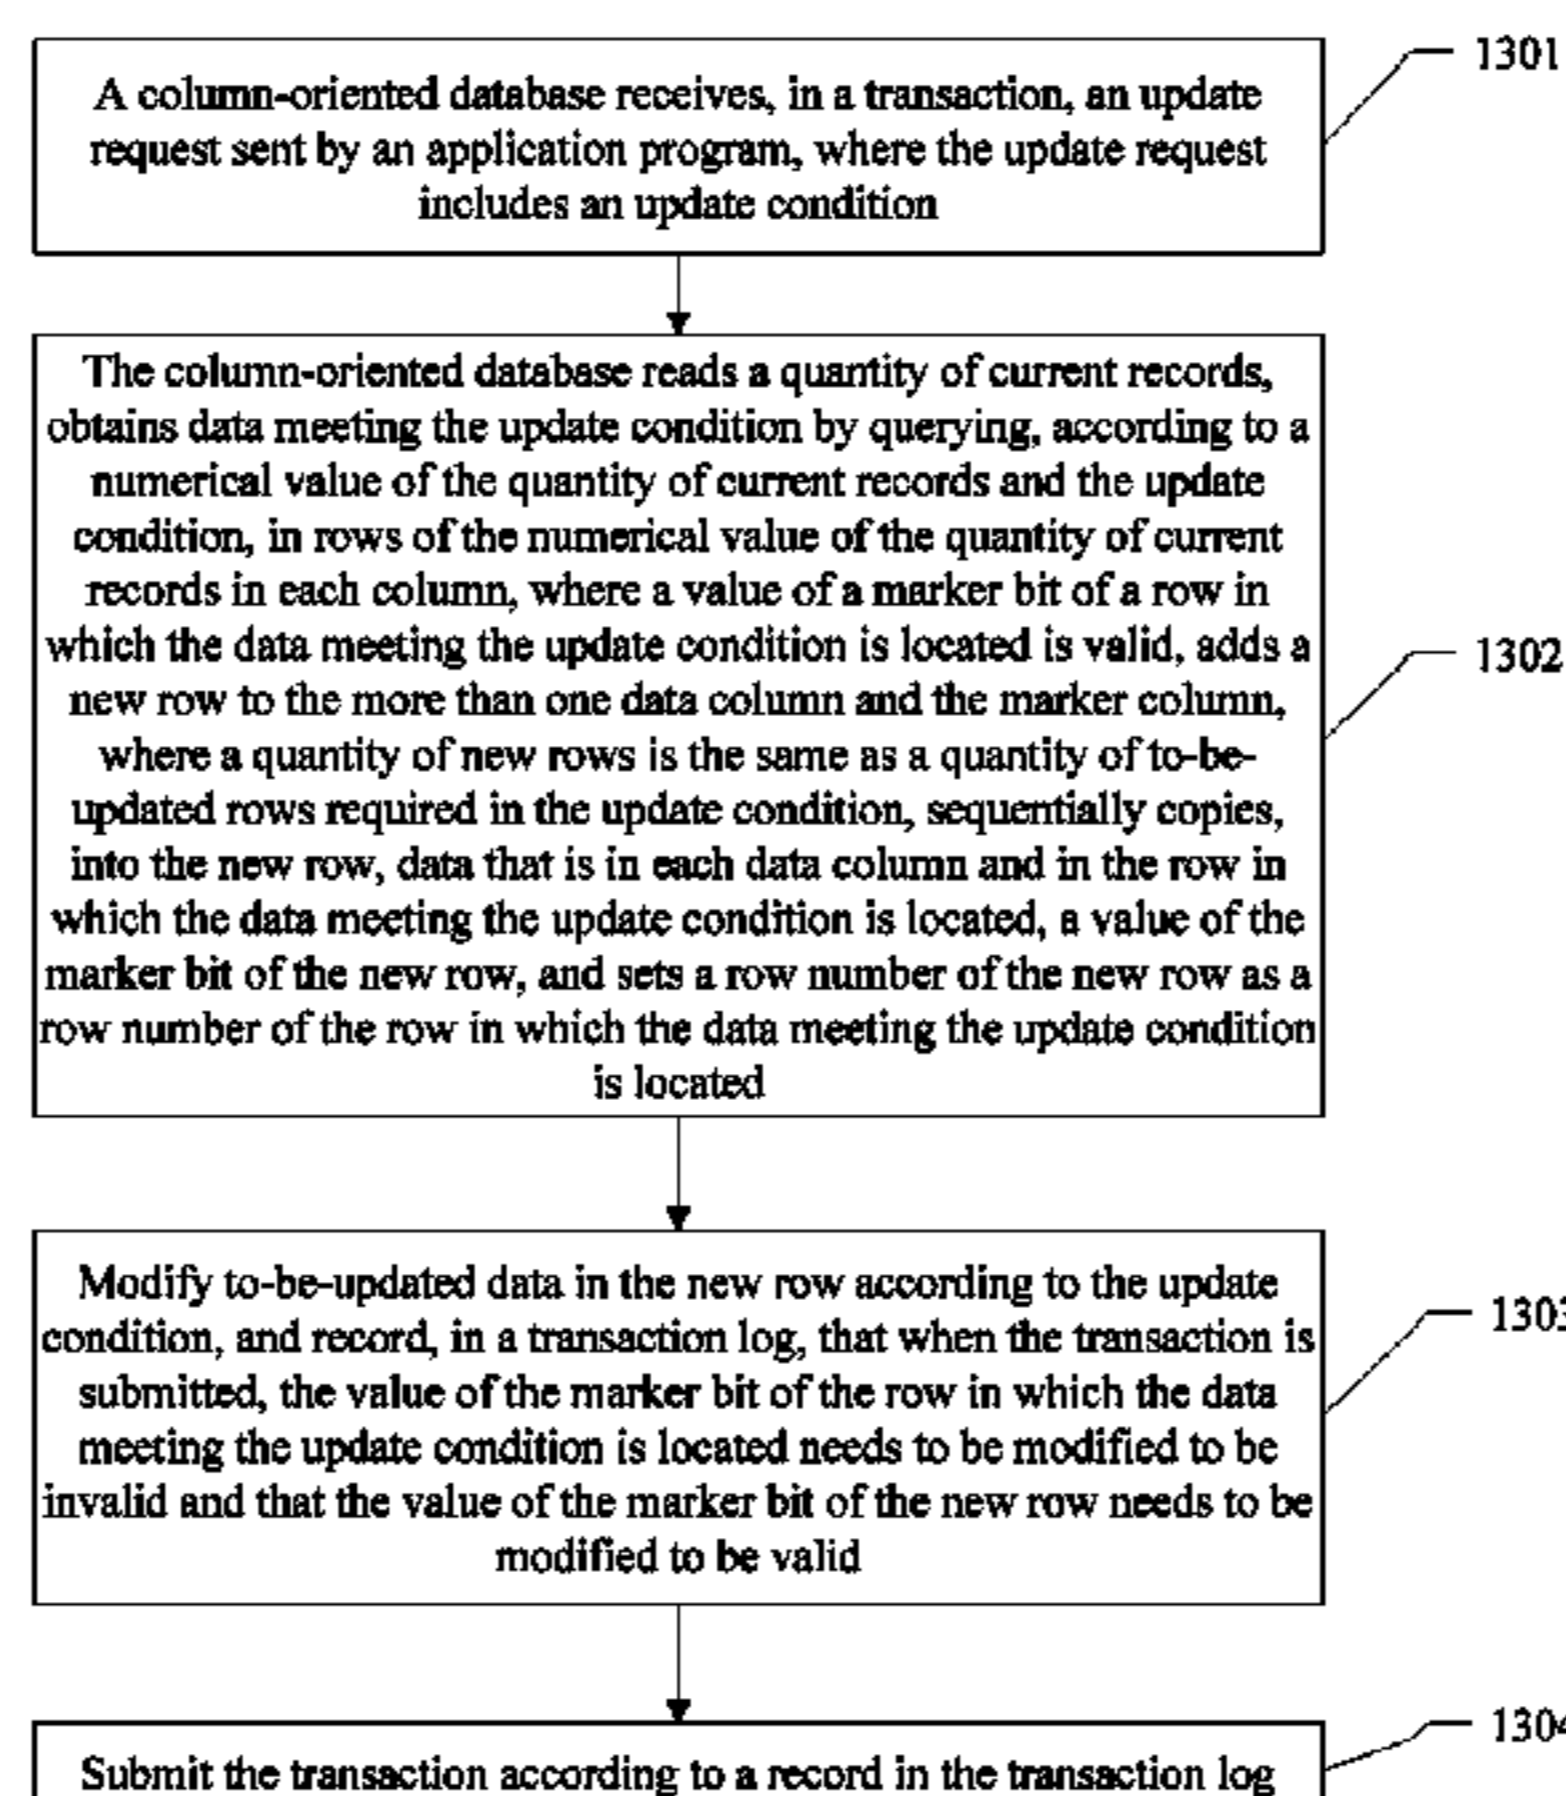 A column-oriented database receives, in a transaction, an update
request sent by an application program, where the update request
includes an update condition
1301
The column-oriented database reads a quantity of current records,
obtains data meeting the update condition by querying, according to a
numerical value of the quantity of current records and the update
condition, in rows of the numerical value of the quantity of current
records in each column, where a value of a marker bit of a row in
which the data meeting the update condition is located is valid, adds a
new row to the more than one data column and the marker column,
where a quantity of new rows is the same as a quantity of to-be-
updated rows required in the update condition, sequentially copies,
into the new row, data that is in each data column and in the row in
which the data meeting the update condition is located, a value of the
marker bit of the new row, and sets a row number of the new row as a
row number of the row in which the data meeting the update condition
is located
1302
Modify to-be-updated data in the new row according to the update
condition, and record, in a transaction log, that when the transaction is
submitted, the value of the marker bit of the row in which the data
meeting the update condition is located needs to be modified to be
invalid and that the value of the marker bit of the new row needs to be
modified to be valid
1303
Submit the transaction according to a record in the transaction log
1304